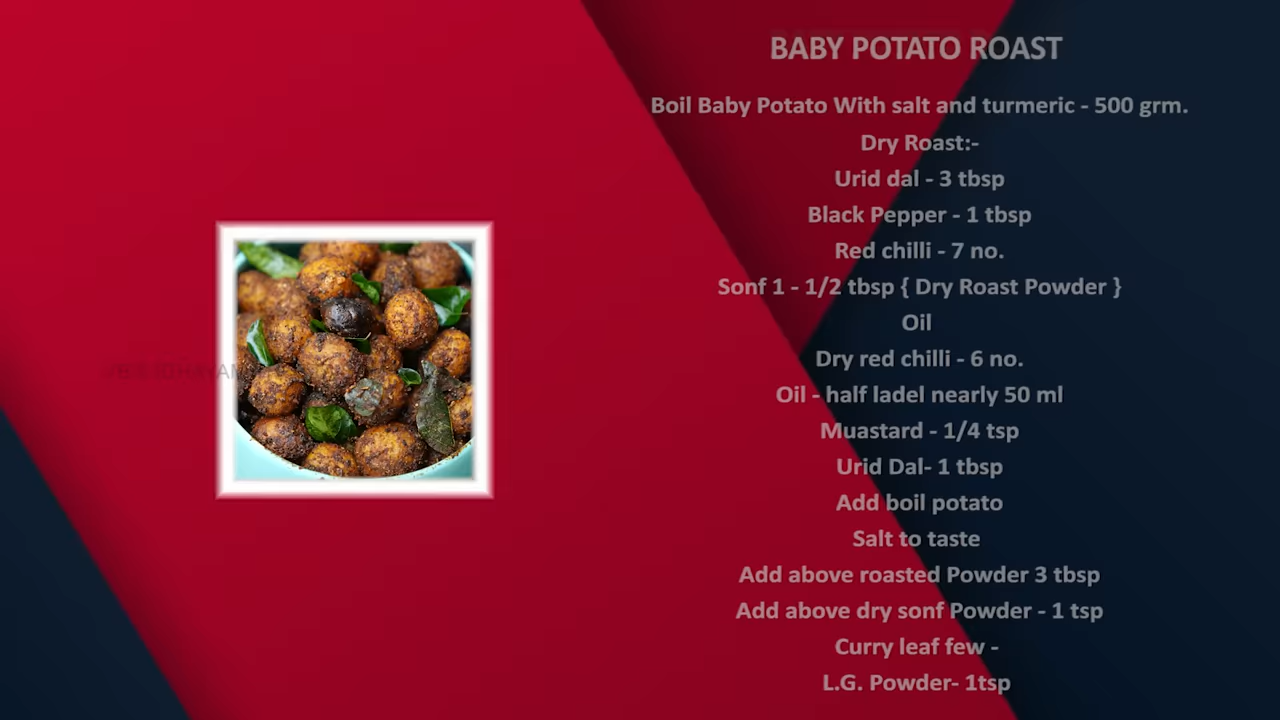 BABY POTATO ROAST
Boil Baby Potato With salt and turmeric - 500 grm.
Dry Roast:-
Urid dal - 3 tbsp
Black Pepper - 1 tbsp
Red chilli - 7 no.
Sonf 1 - 1/2 tbsp { Dry Roast Powder }
Oil
Dry red chilli - 6 no.
Oil - half ladel nearly 50 ml
Muastard - 1/4 tsp
Urid Dal- 1 tbsp
Add boil potato
Salt to taste
Add above roasted Powder 3 tbsp
Add above dry sonf Powder - 1 tsp
Curry leaf few -
L.G. Powder- 1tsp